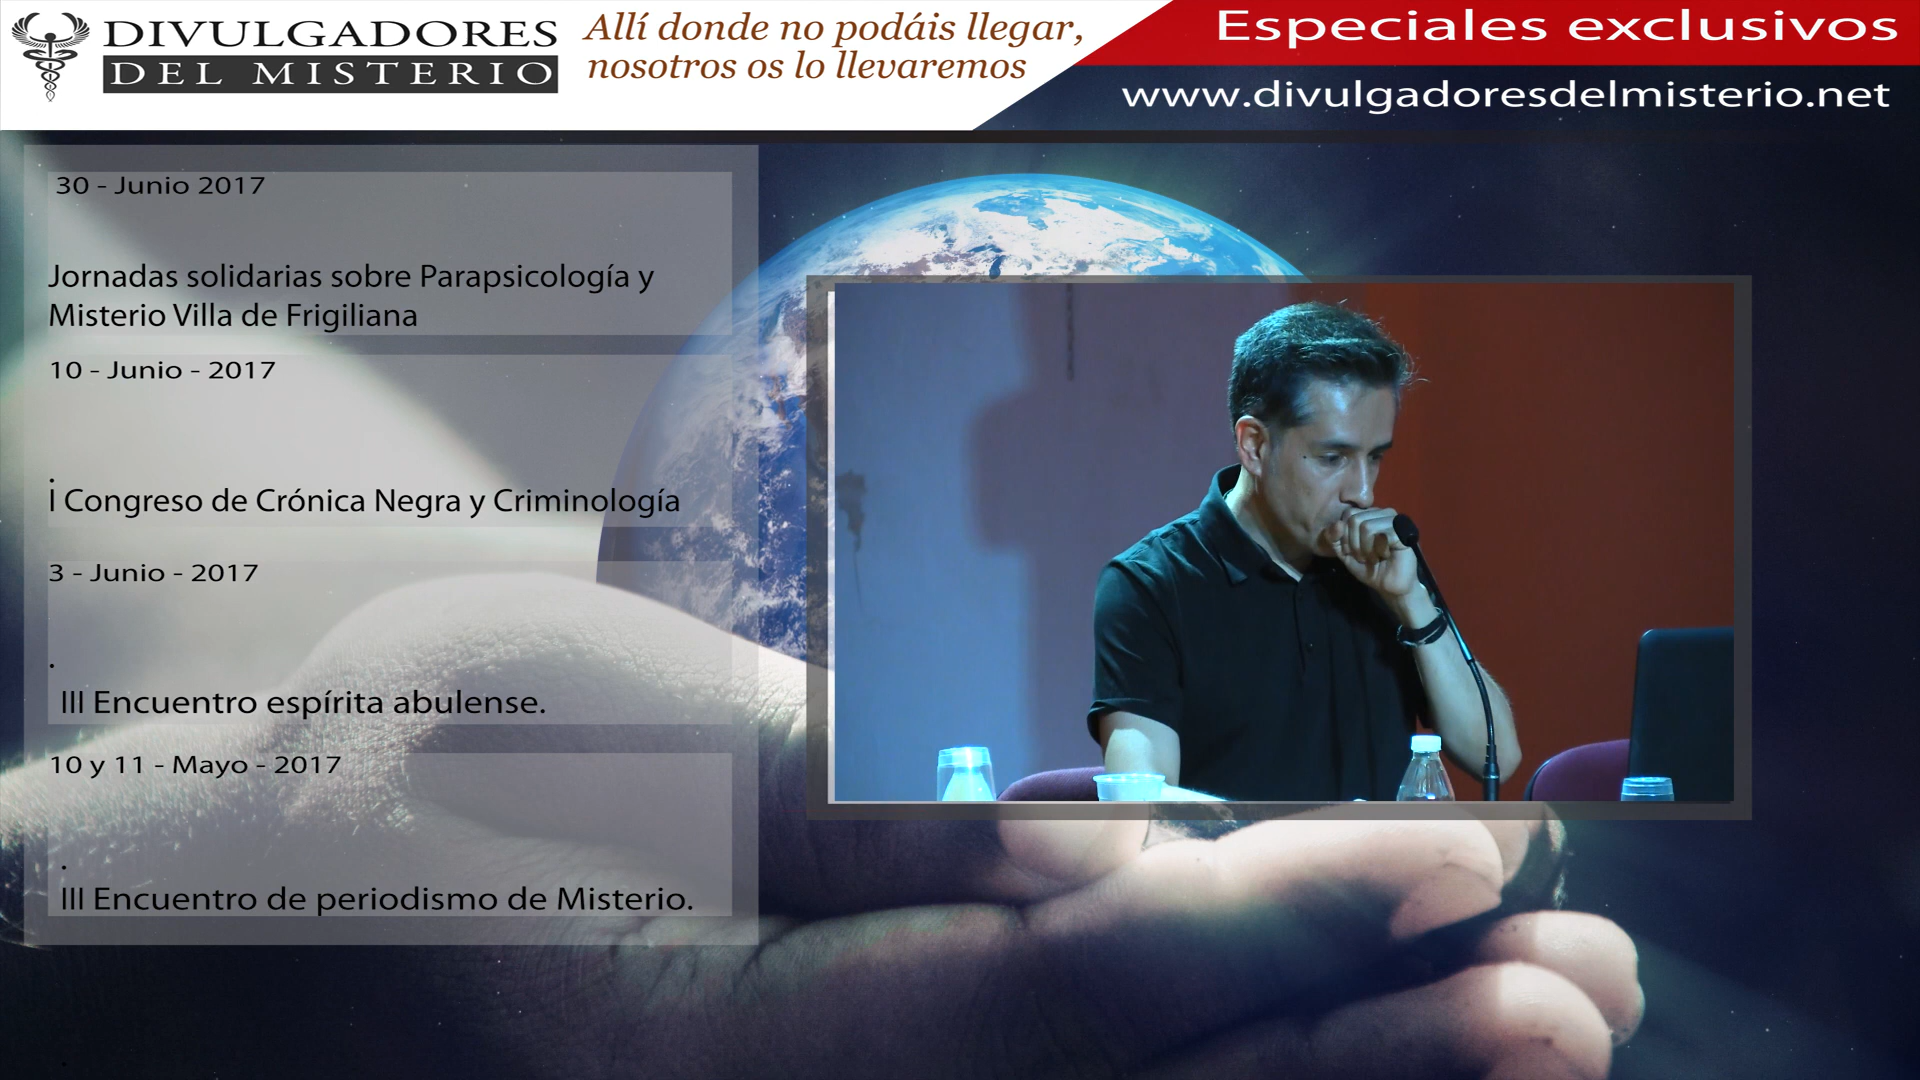 DIVULGADORES
DEL MISTERIO
Allí donde no podáis llegar,
nosotros os lo llevaremos
Especiales exclusivos
www.divulgadoresdelmisterio.net
30 - Junio 2017
Jornadas solidarias sobre Parapsicología y
Misterio Villa de Frigiliana
10 - Junio - 2017
.
I Congreso de Crónica Negra y Criminología
3 - Junio - 2017
.
III Encuentro espírita abulense.
10 y 11 - Mayo - 2017
.
III Encuentro de periodismo de Misterio.